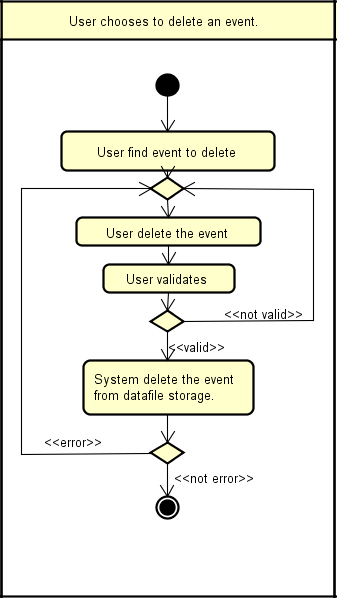 User chooses to delete an event.
User find event to delete
User delete the event
User validates
<<not valid>>
<<valid>>
System delete the event
from datafile storage.
<<error>>
<<not error>>